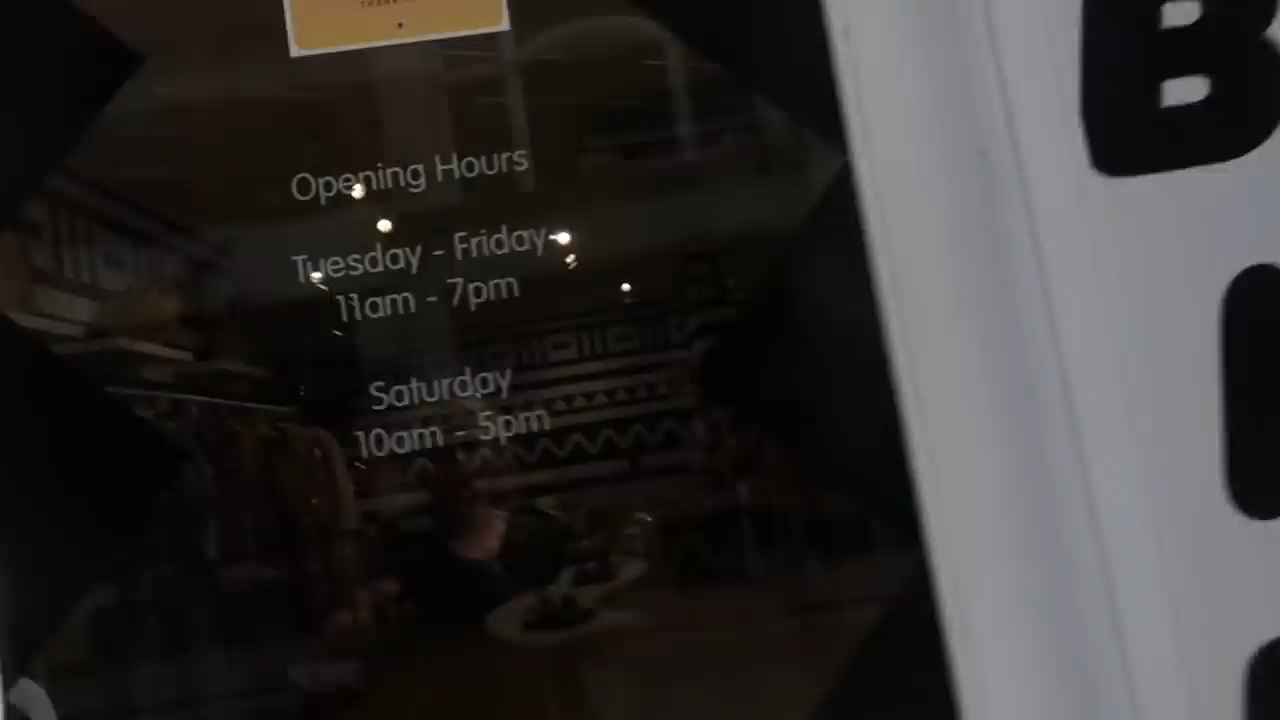 Opening Hours
Tuesday - Friday
11am - 7pm
Saturday
10am - 5pm
B